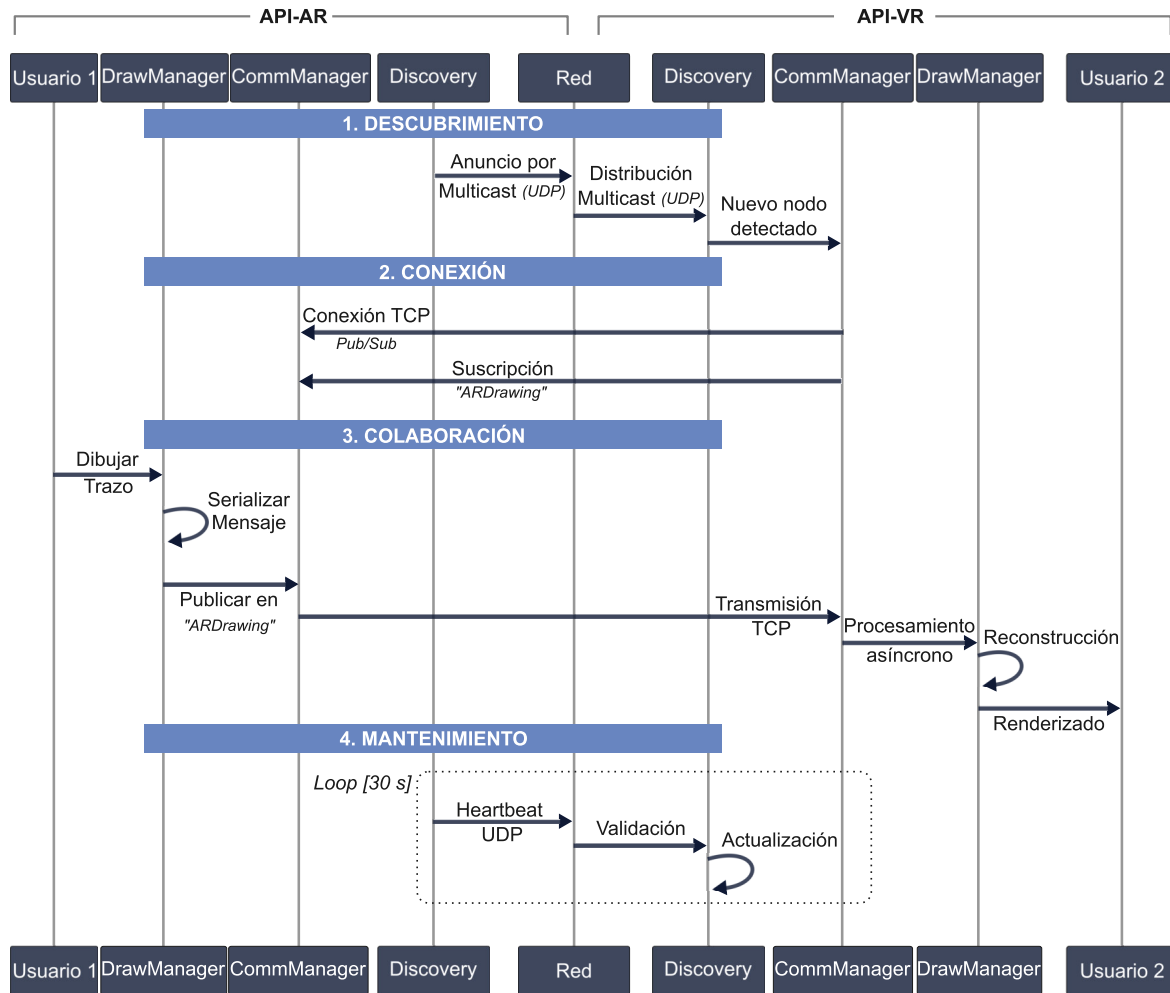 API-AR
API-VR
Usuario 1
DrawManager
CommManager
Discovery
Red
Discovery
CommManager
DrawManager
Usuario 2
1. DESCUBRIMIENTO
Anuncio por
Multicast (UDP)
Distribución
Multicast (UDP)
Nuevo nodo
detectado
2. CONEXIÓN
Conexión TCP
Pub/Sub
Suscripción
"ARDrawing"
3. COLABORACIÓN
Dibujar
Trazo
Serializar
Mensaje
Publicar en
"ARDrawing"
Transmisión
TCP
Procesamiento
asíncrono
Reconstrucción
Renderizado
4. MANTENIMIENTO
Loop [30 s]
Heartbeat
UDP
Validación
Actualización
Usuario 1
DrawManager
CommManager
Discovery
Red
Discovery
CommManager
DrawManager
Usuario 2